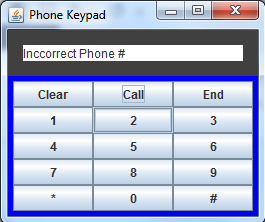 Phone Keypad
Inccorrect Phone #
Clear Call End
1 2 3
4 5 6
7 8 9
* 0 #